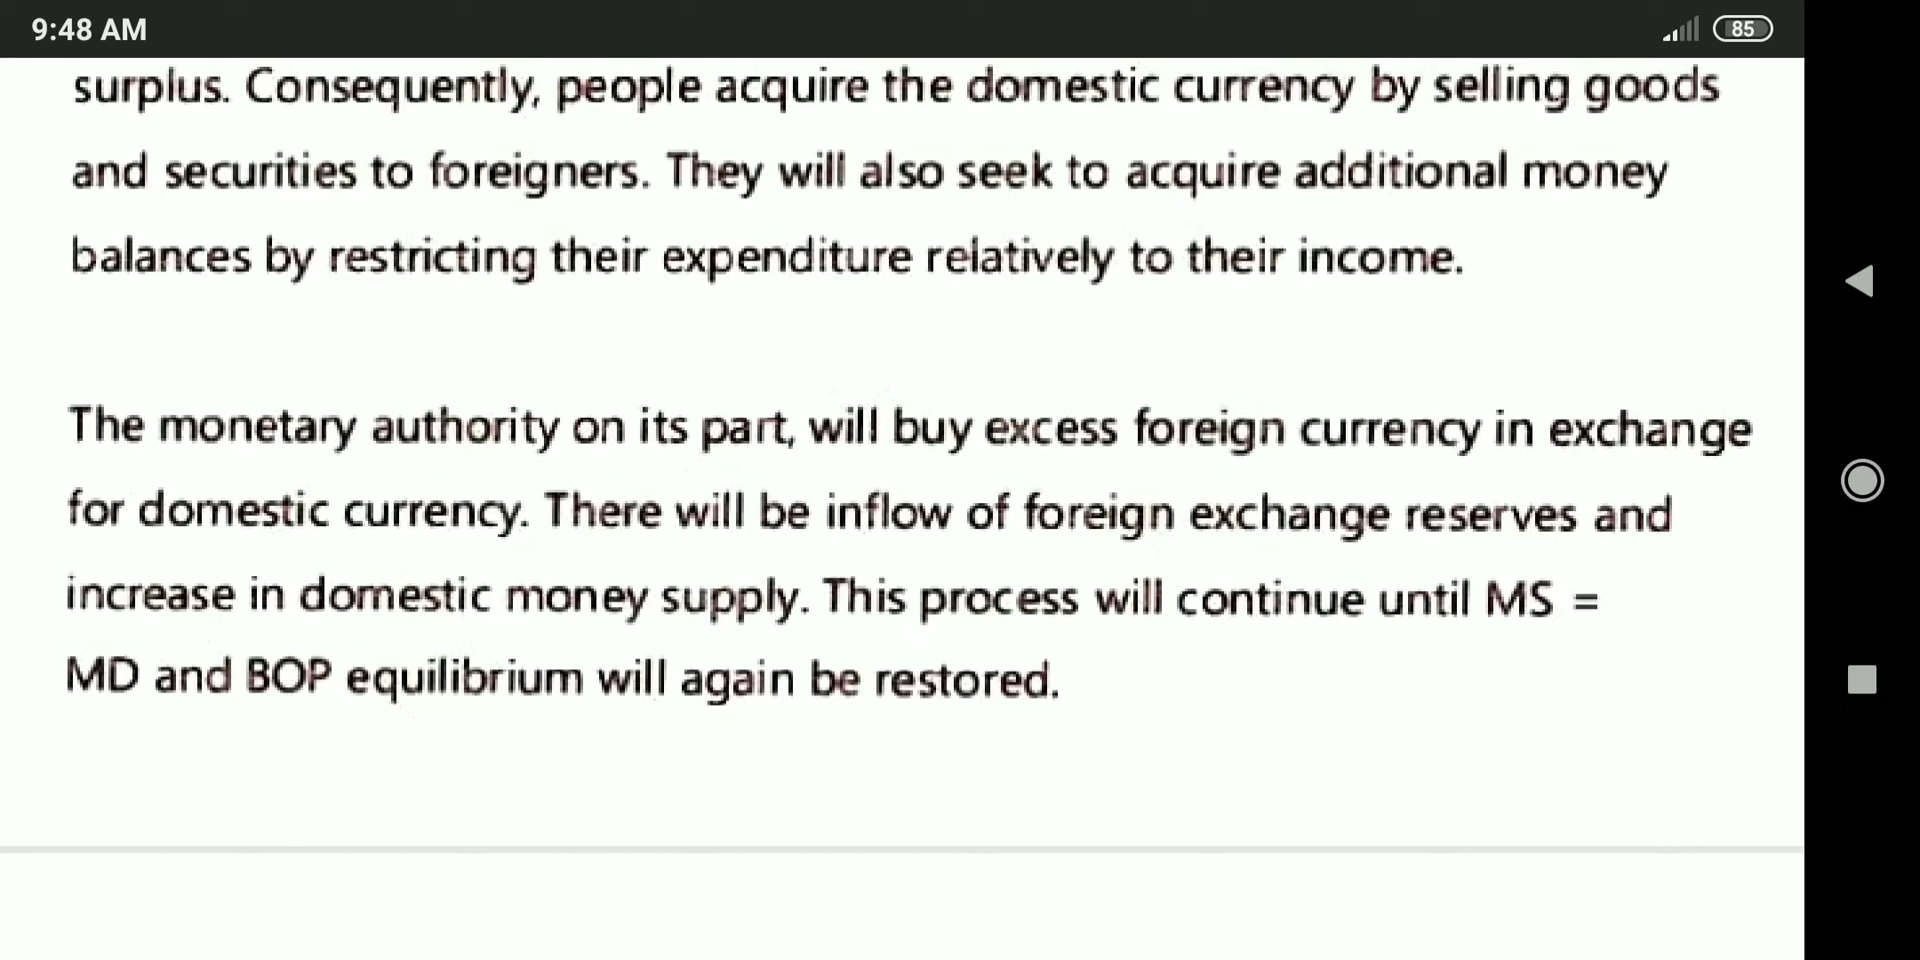 9:48 AM
85
surplus. Consequently, people acquire the domestic currency by selling goods
and securities to foreigners. They will also seek to acquire additional money
balances by restricting their expenditure relatively to their income.
The monetary authority on its part, will buy excess foreign currency in exchange
for domestic currency. There will be inflow of foreign exchange reserves and
increase in domestic money supply. This process will continue until MS =
MD and BOP equilibrium will again be restored.